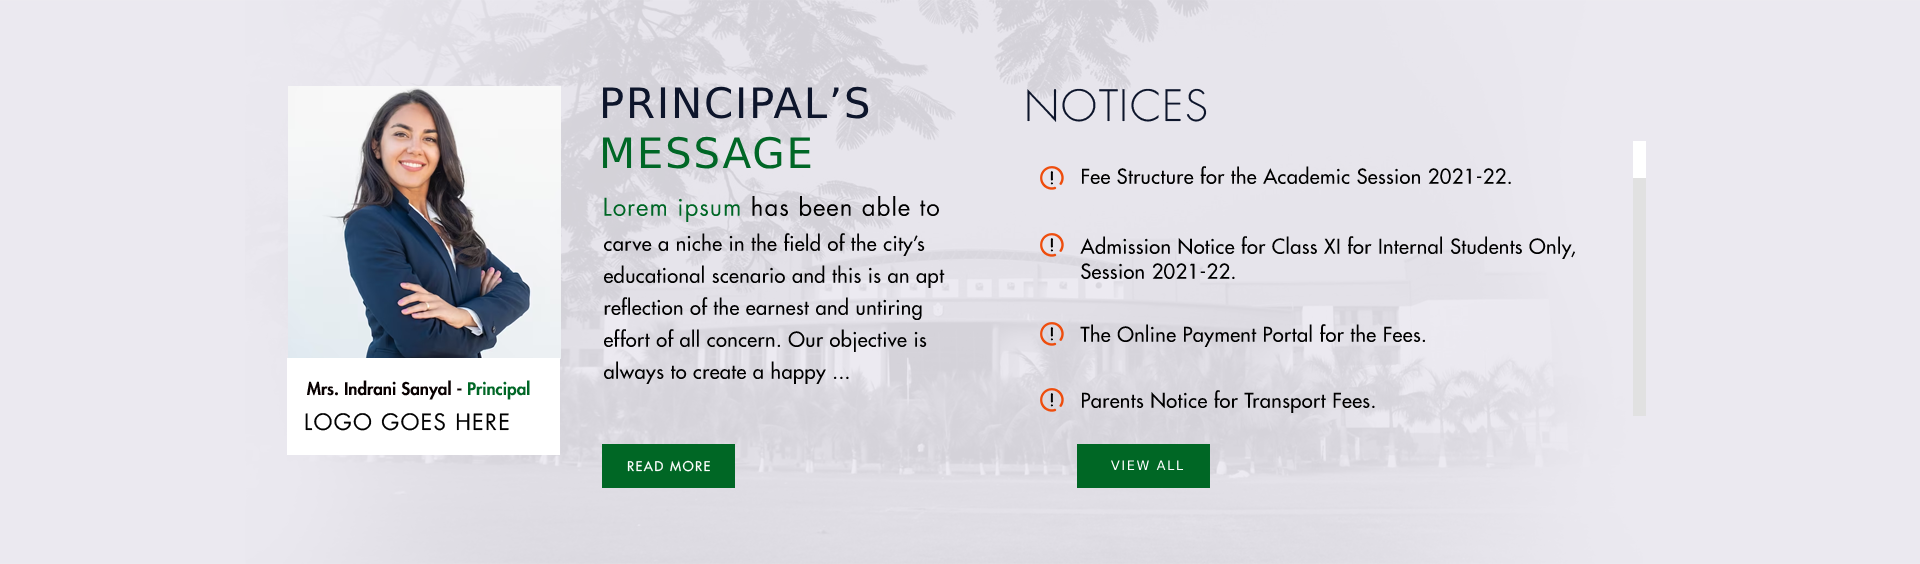 PRINCIPAL’S
MESSAGE
Lorem ipsum has been able to
carve a niche in the field of the city’s
educational scenario and this is an apt
reflection of the earnest and untiring
effort of all concern. Our objective is
always to create a happy ...
READ MORE
Mrs. Indrani Sanyal - Principal
LOGO GOES HERE
NOTICES
Fee Structure for the Academic Session 2021-22.
Admission Notice for Class XI for Internal Students Only,
Session 2021-22.
The Online Payment Portal for the Fees.
Parents Notice for Transport Fees.
VIEW ALL